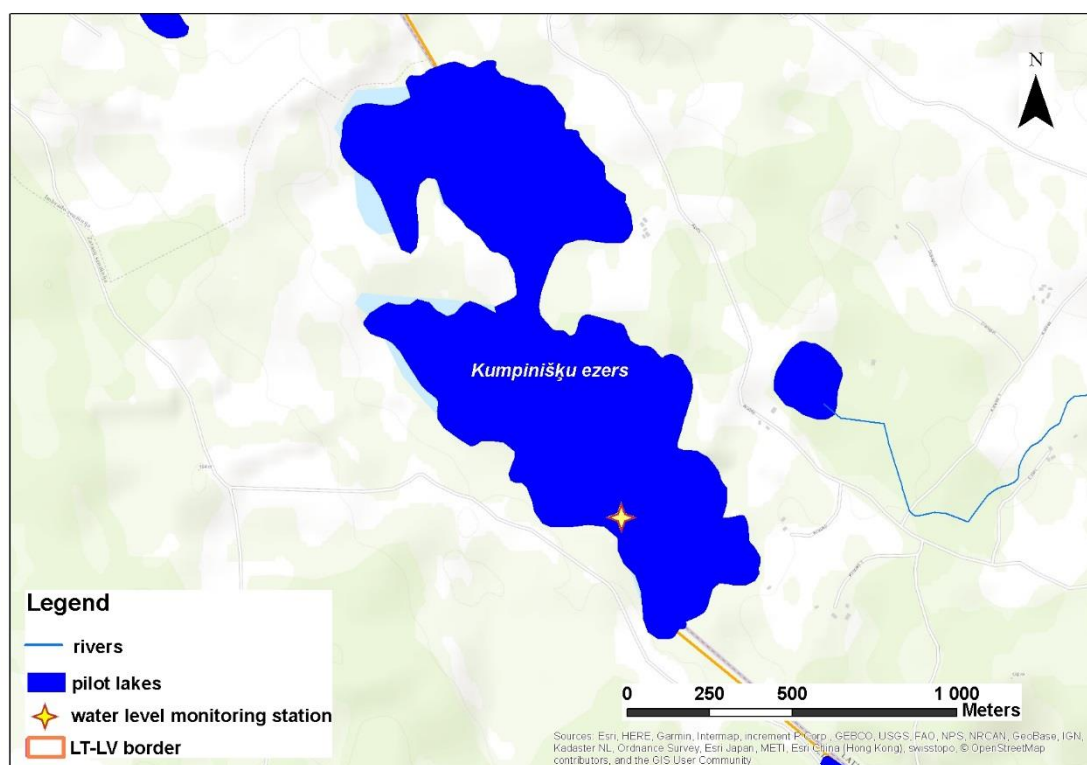 N
Kumpinišķu ezers
Legend
rivers
pilot lakes
water level monitoring station
LT-LV border
0 250 500 1 000
Meters
Sources: Esri, HERE, Garmin, Intermap, increment P Corp., GEBCO, USGS, FAO, NPS, NRCAN, GeoBase, IGN,
Kadaster NL, Ordnance Survey, Esri Japan, METI, Esri China (Hong Kong), swisstopo, © OpenStreetMap
contributors, and the GIS User Community